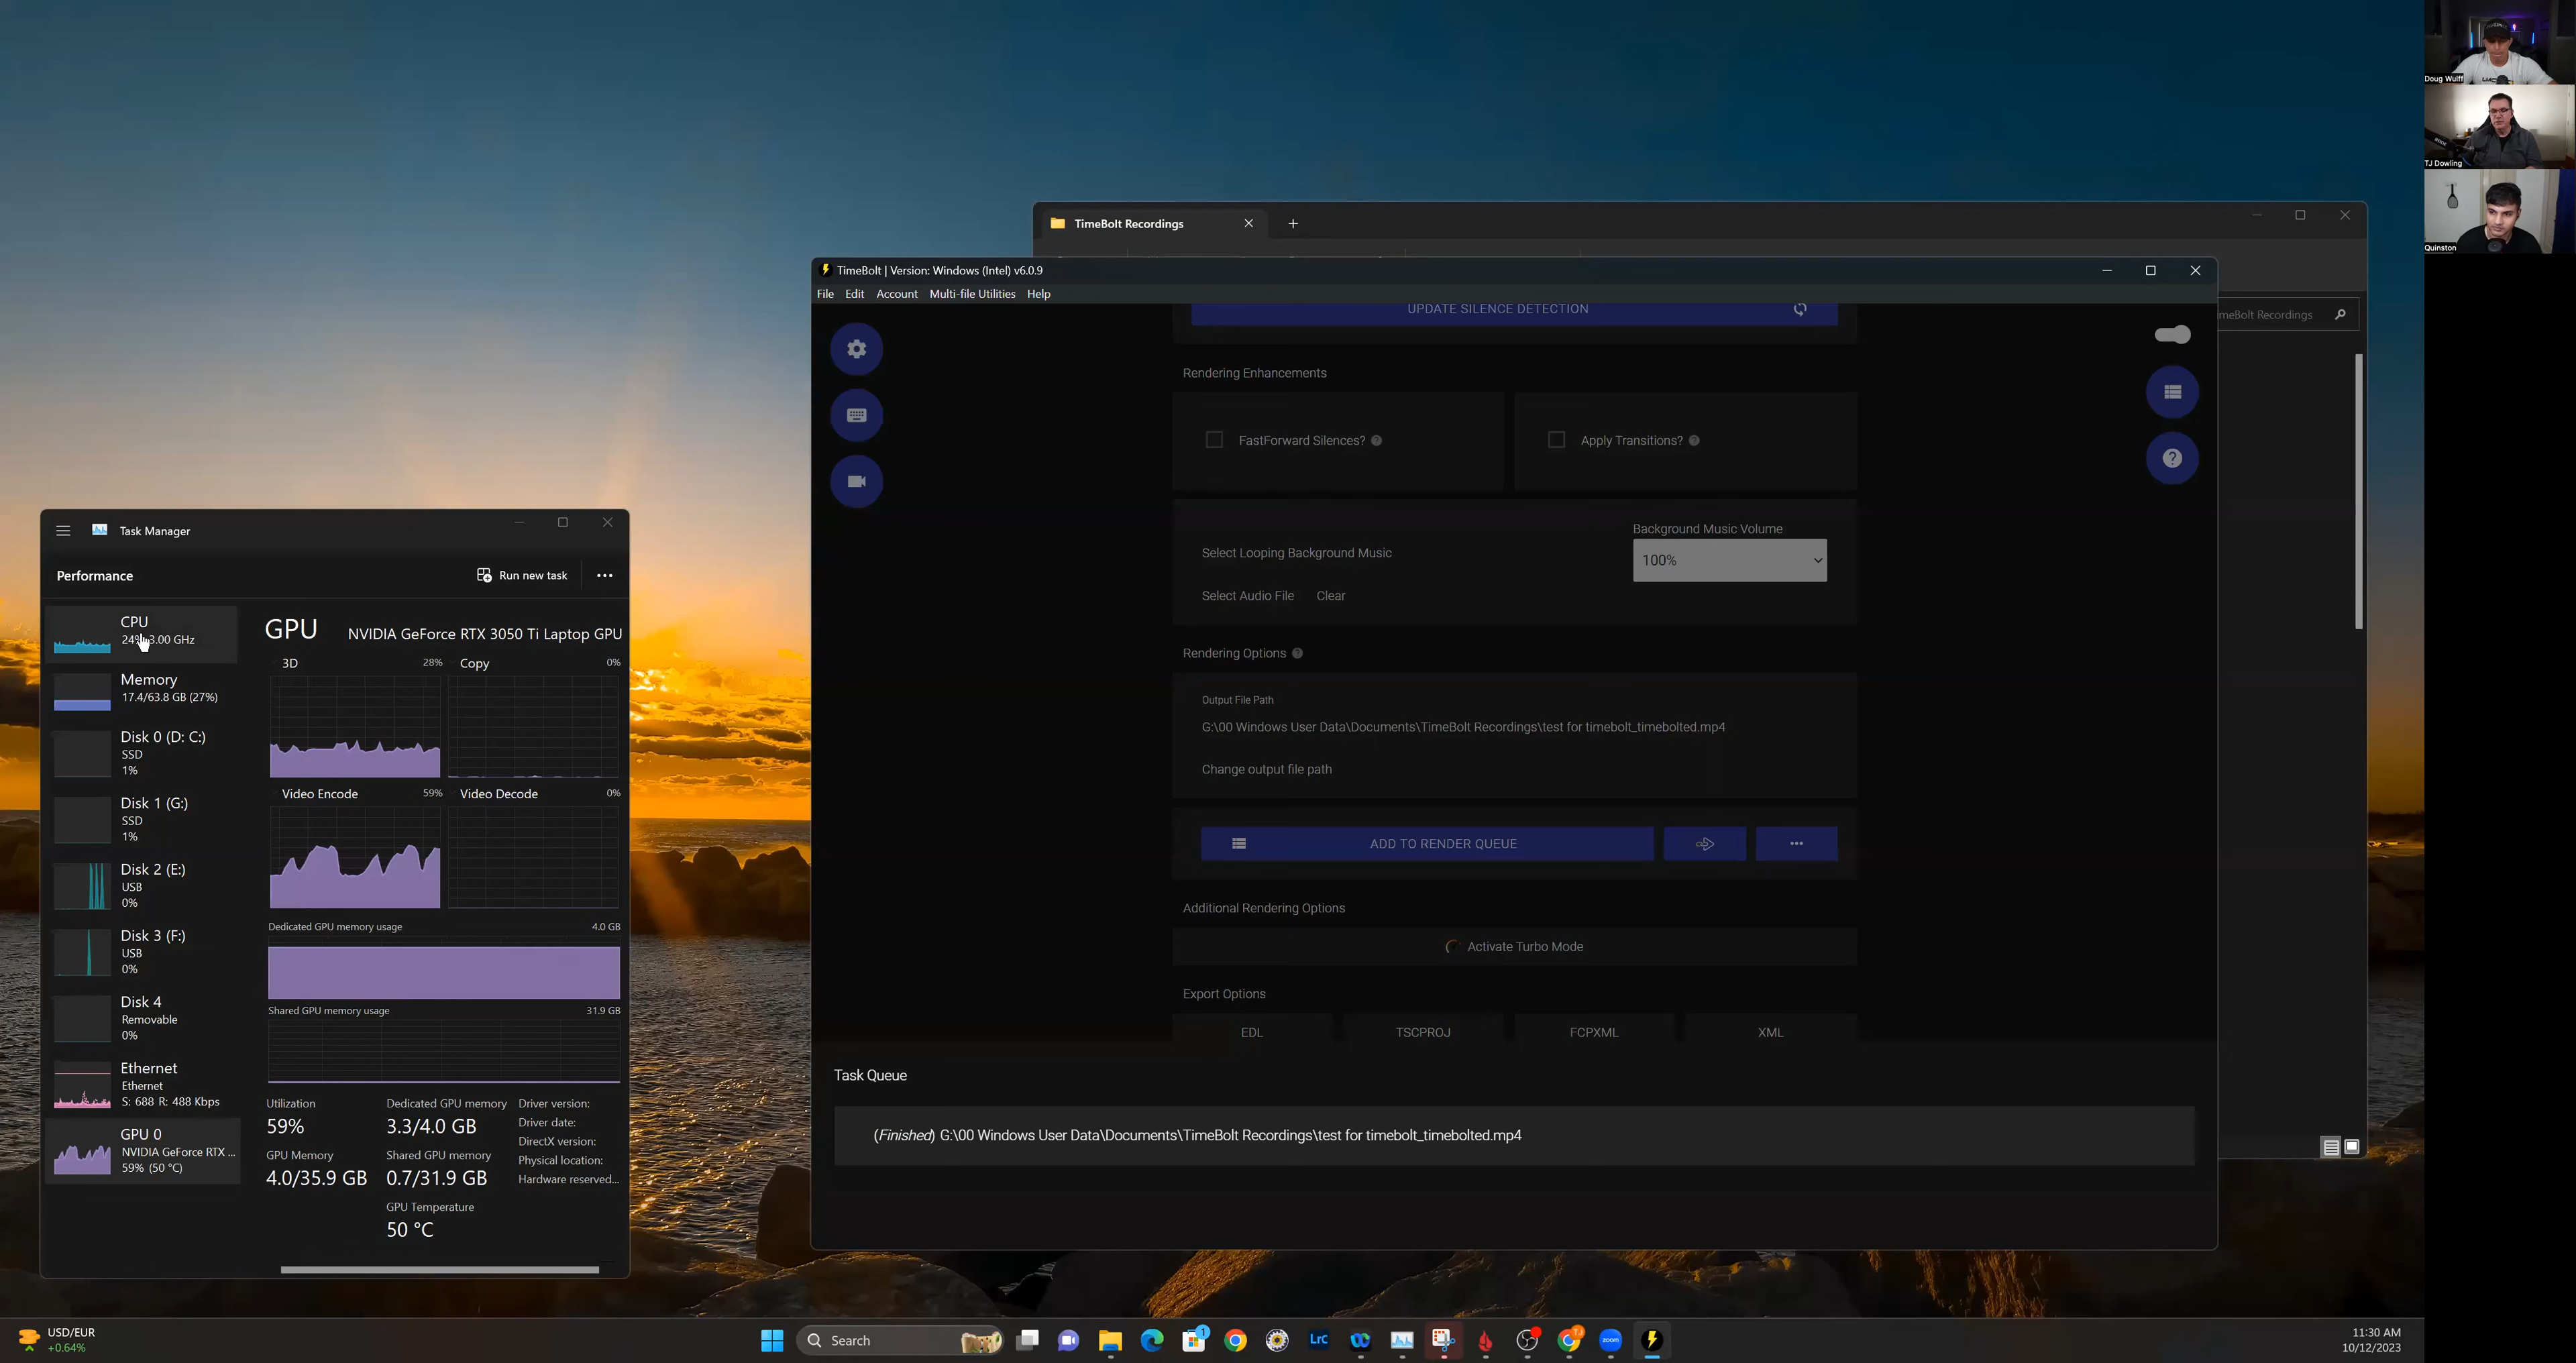 Doug Wulff
TJ Dowling
Quinston
TimeBolt Recordings
TimeBolt | Version: Windows (Intel) v6.0.9
File Edit Account Multi-file Utilities Help
meBolt Recordings
UPDATE SILENCE DETECTION
Rendering Enhancements
FastForward Silences?
Apply Transitions?
Background Music Volume
Select Looping Background Music
100%
Select Audio File Clear
Rendering Options
Output File Path
G:\00 Windows User Data\Documents\TimeBolt Recordings\test for timebolt_timebolted.mp4
Change output file path
ADD TO RENDER QUEUE
Additional Rendering Options
Activate Turbo Mode
Export Options
EDL TSCPROJ FCPXML XML
Task Queue
(Finished) G:\00 Windows User Data\Documents\TimeBolt Recordings\test for timebolt_timebolted.mp4
Task Manager
Performance
Run new task
CPU
24% 3.00 GHz
Memory
17.4/63.8 GB (27%)
Disk 0 (D: C:)
SSD
1%
Disk 1 (G:)
SSD
1%
Disk 2 (E:)
USB
0%
Disk 3 (F:)
USB
0%
Disk 4
Removable
0%
Ethernet
Ethernet
S: 688 R: 488 Kbps
GPU 0
NVIDIA GeForce RTX ...
59% (50 °C)
GPU NVIDIA GeForce RTX 3050 Ti Laptop GPU
3D 28% Copy 0%
Video Encode 59% Video Decode 0%
Dedicated GPU memory usage 4.0 GB
Shared GPU memory usage 31.9 GB
Utilization
59%
GPU Memory
4.0/35.9 GB
Dedicated GPU memory
3.3/4.0 GB
Shared GPU memory
0.7/31.9 GB
GPU Temperature
50 °C
Driver version:
Driver date:
DirectX version:
Physical location:
Hardware reserved...
USD/EUR
+0.64%
Search
1
LrC
TJ
zoom
11:30 AM
10/12/2023